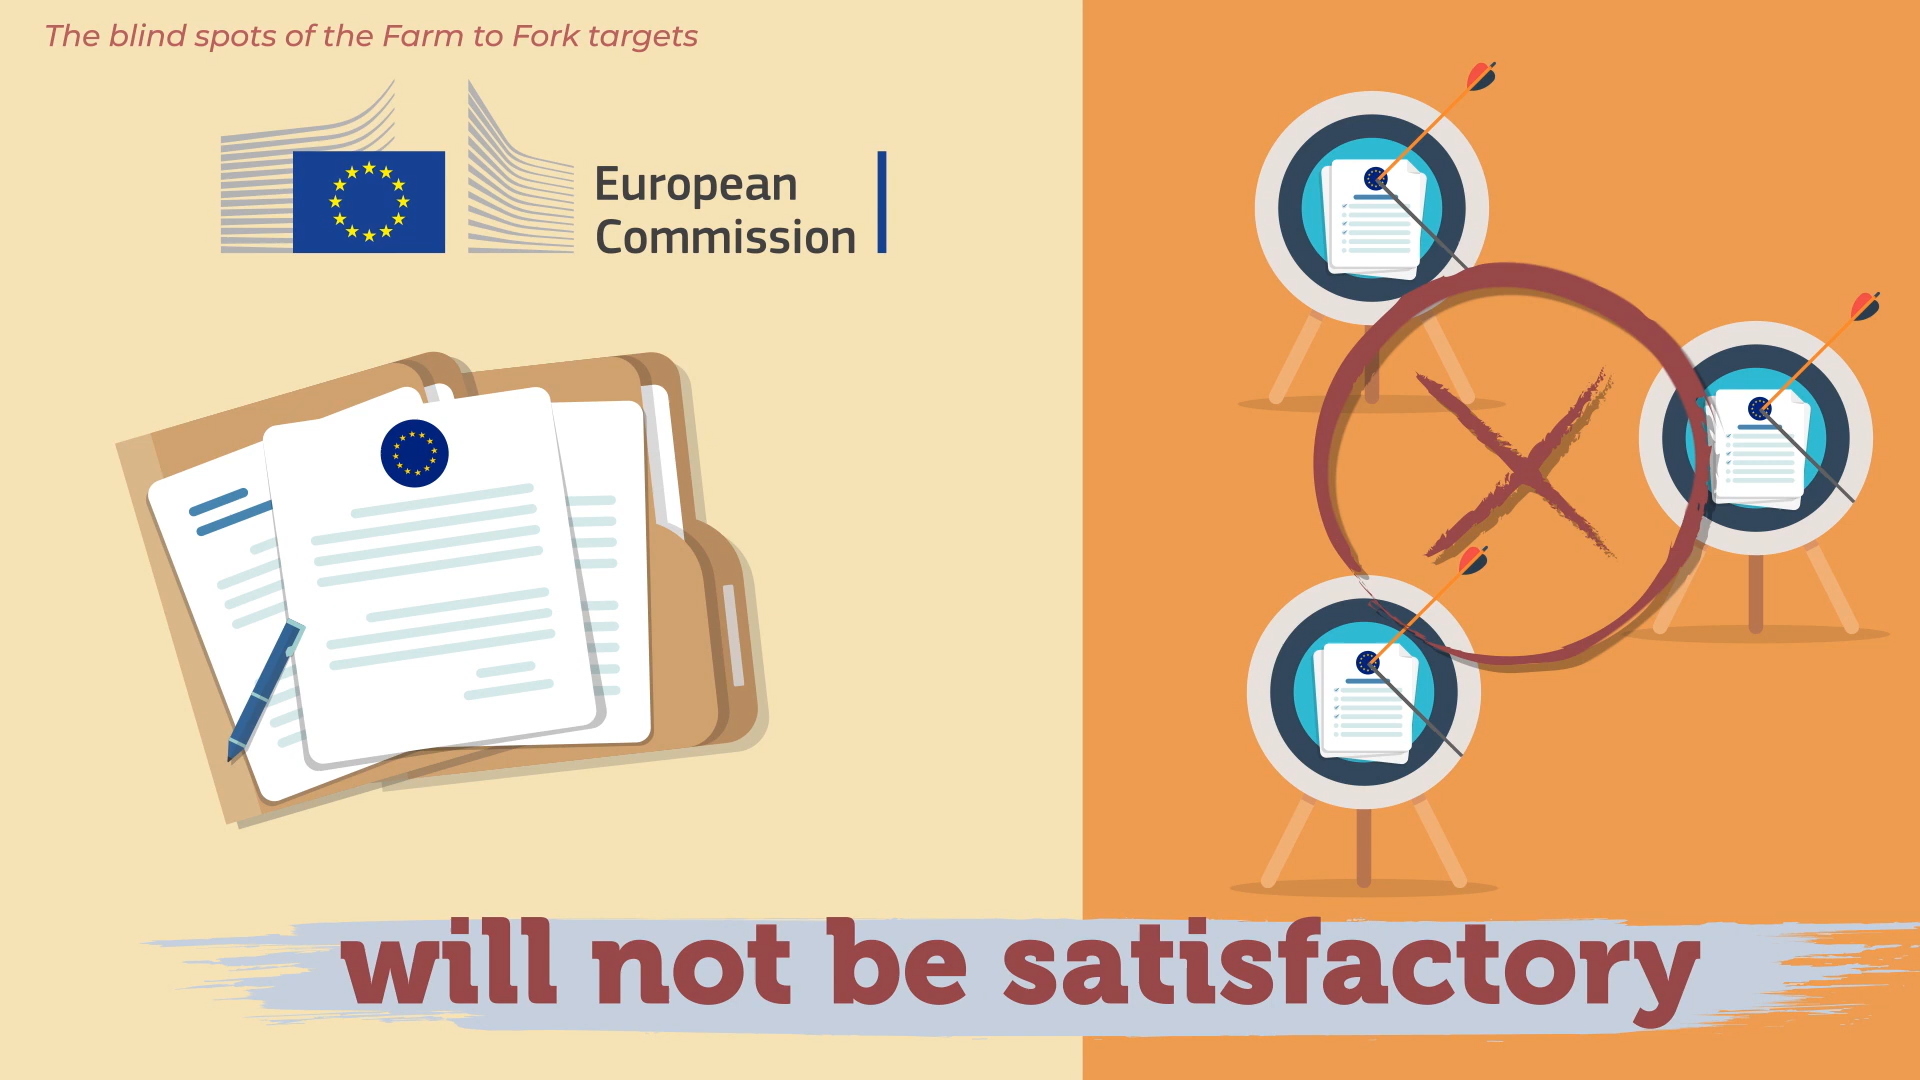 The blind spots of the Farm to Fork targets
European
Commission
will not be satisfactory